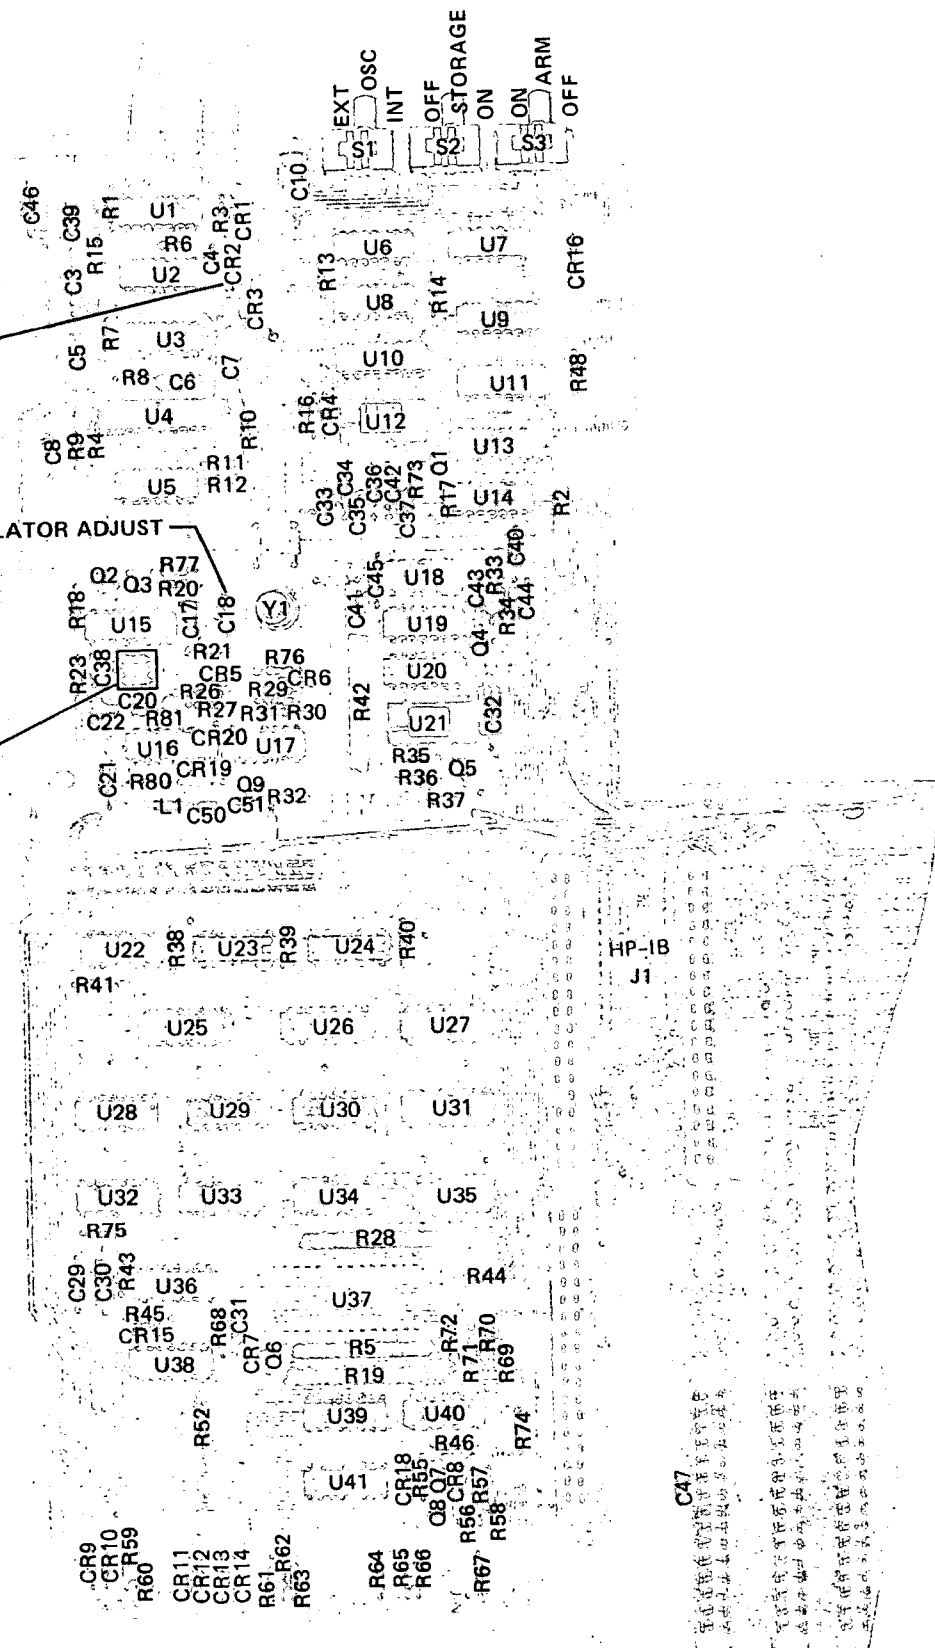 EXT
OSC
INT
OFF
STORAGE
ON
ON
ARM
OFF
S1
S2
S3
C10
C46
C39
R1
U1
R3
CR1
R15
R6
C3
U2
C4
CR2
R13
U6
U7
CR16
U8
R14
CR3
U9
C5
R7
U3
C7
U10
R8
C6
U11
R48
U4
R16
CR4
U12
R10
C8
R9
R4
U13
R11
R12
U5
C33
C34
C35
C36
C42
C37
R73
Q1
R17
U14
R2
LATOR ADJUST
C40
Q2
Q3
R77
R20
C45
U18
C43
R33
R18
U15
C17
C18
Y1
C41
U19
R34
C44
Q4
R23
C38
R21
R76
CR5
CR6
U20
R26
R29
C20
R27
R31
R30
R42
C22
R81
U21
C32
U16
CR20
U17
R35
C21
R80
CR19
Q9
R36
Q5
L1
C50
C51
R32
R37
U22
R38
U23
R39
U24
R40
HP-IB
J1
R41
U25
U26
U27
U28
U29
U30
U31
U32
U33
U34
U35
R75
R28
C29
C30
R43
U36
R44
U37
R45
CR15
R68
C31
R72
R70
U38
CR7
Q6
R5
R71
R69
R19
R52
U39
U40
R74
R46
U41
CR18
R55
Q7
CR8
R57
C47
Q8
R56
R58
CR9
CR10
R59
R60
CR11
CR12
CR13
CR14
R61
R62
R63
R64
R65
R66
R67